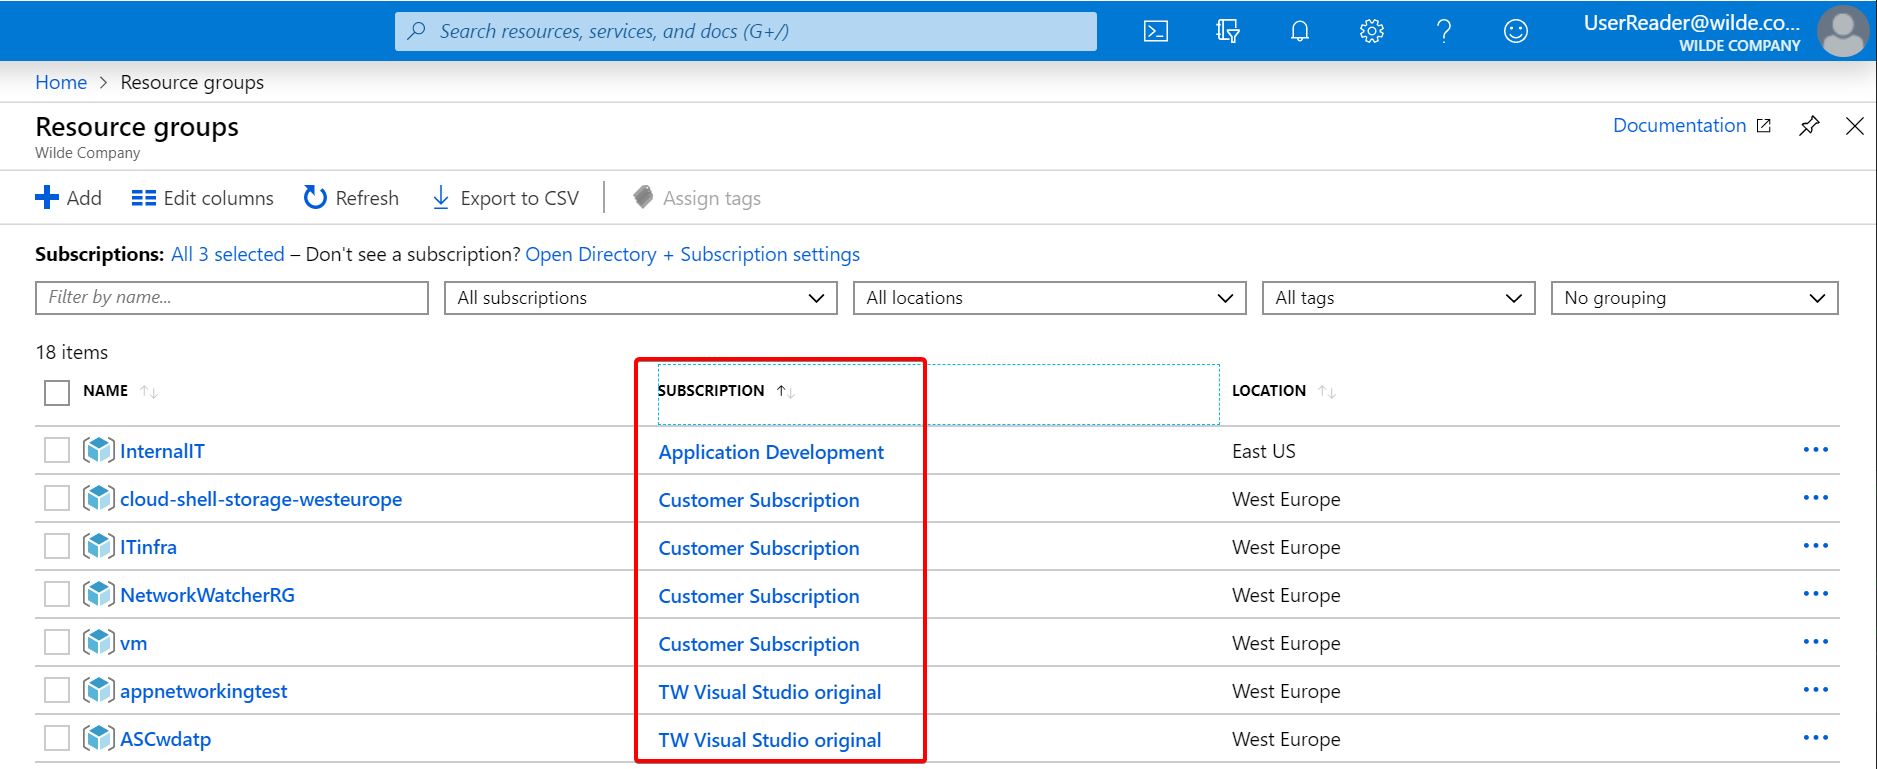 Search resources, services, and docs (G+/)
UserReader@wilde.co...
WILDE COMPANY
Home > Resource groups
Resource groups
Wilde Company
Documentation
Add Edit columns Refresh Export to CSV Assign tags
Subscriptions: All 3 selected – Don't see a subscription? Open Directory + Subscription settings
Filter by name... All subscriptions All locations All tags No grouping
18 items
NAME SUBSCRIPTION LOCATION
InternalIT Application Development East US
cloud-shell-storage-westeurope Customer Subscription West Europe
ITinfra Customer Subscription West Europe
NetworkWatcherRG Customer Subscription West Europe
vm Customer Subscription West Europe
appnetworkingtest TW Visual Studio original West Europe
ASCwdatp TW Visual Studio original West Europe